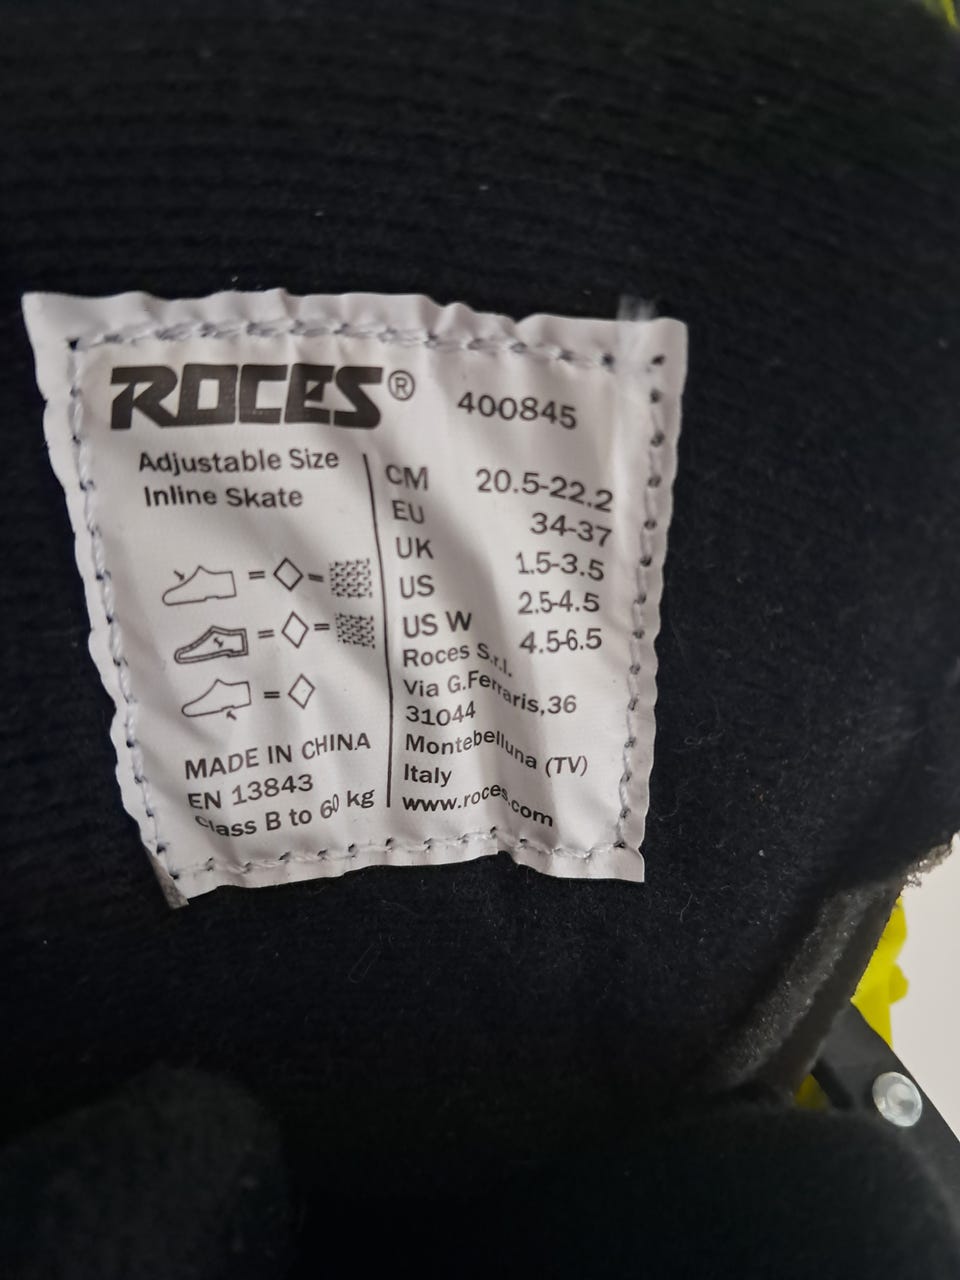 ROCES®
400845
Adjustable Size
Inline Skate
= =
= =
=
MADE IN CHINA
EN 13843
Class B to 60 kg
CM 20.5-22.2
EU 34-37
UK 1.5-3.5
US 2.5-4.5
US W 4.5-6.5
Roces S.r.l.
Via G.Ferraris,36
31044
Montebelluna (TV)
Italy
www.roces.com